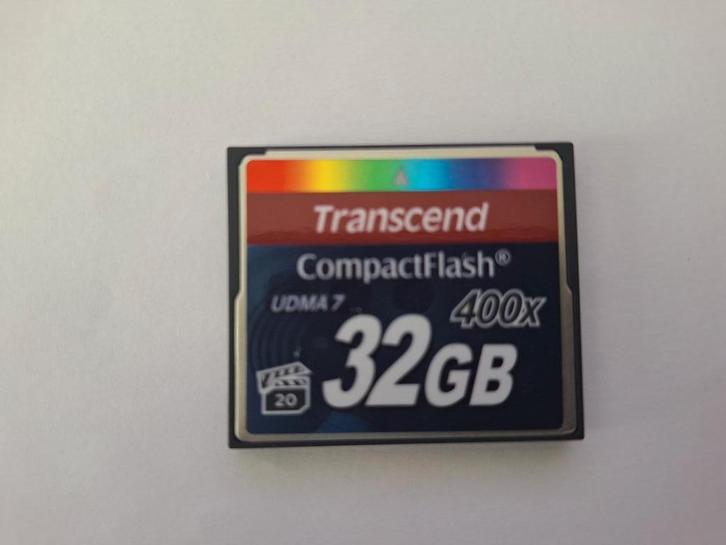 Transcend
CompactFlash®
UDMA 7
400x
32GB
20